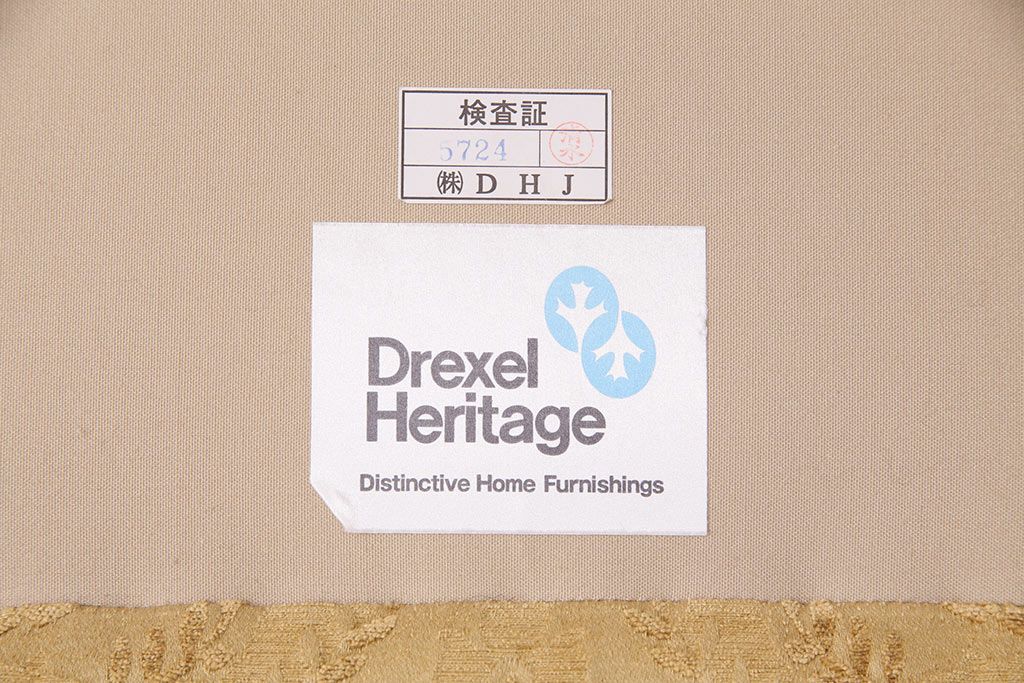 検査証
5724
㈱ D H J
Drexel
Heritage
Distinctive Home Furnishings